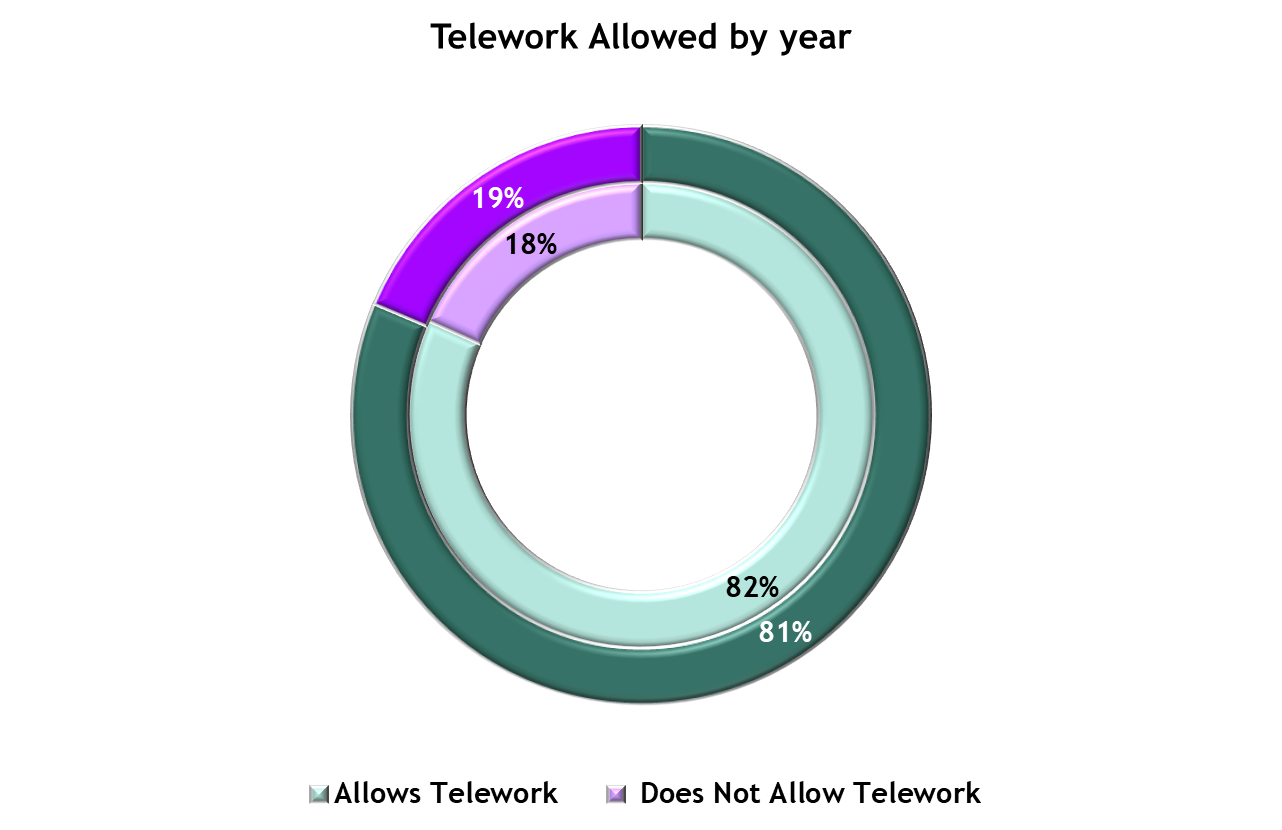 Telework Allowed by year
19%
18%
82%
81%
Allows Telework
Does Not Allow Telework